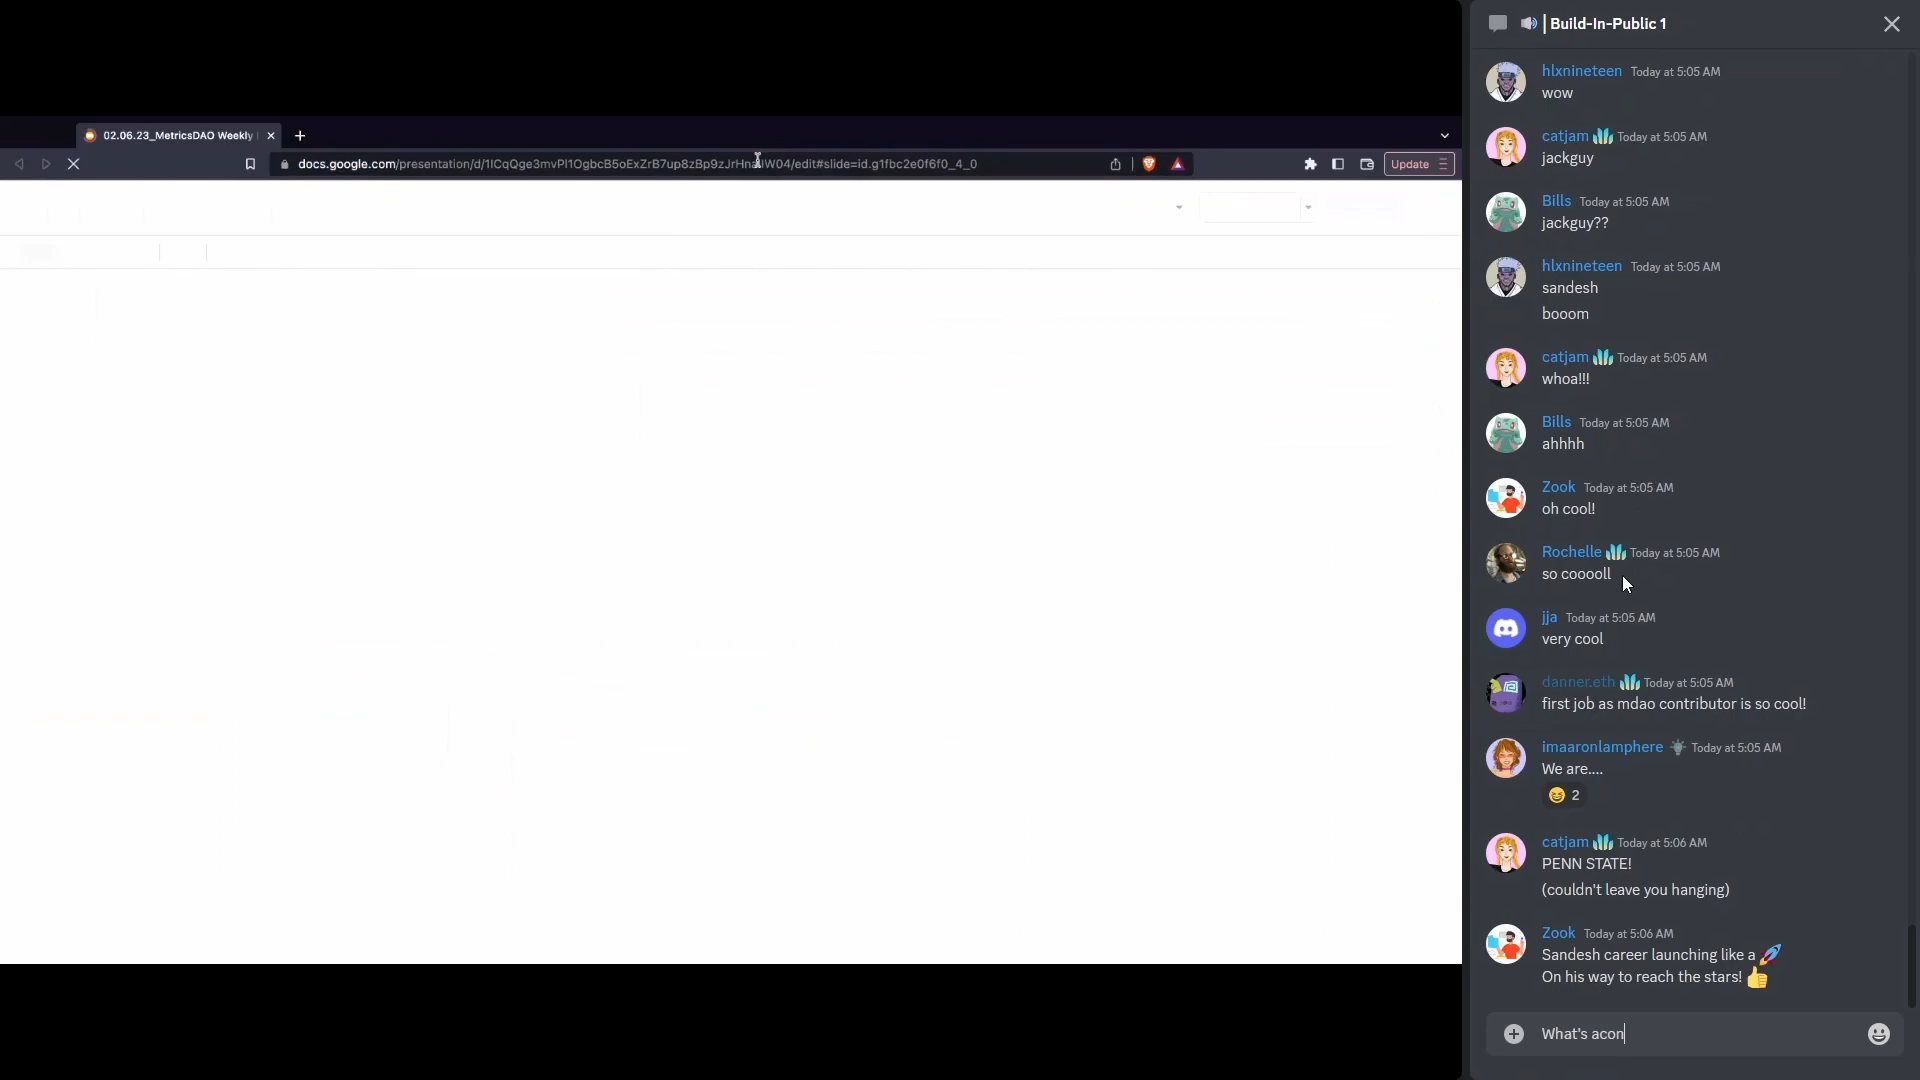 02.06.23_MetricsDAO Weekly
docs.google.com/presentation/d/1ICqQge3mvPl1OgbcB5oExZrB7up8zBp9zJrHna IW04/edit#slide=id.g1fbc2e0f6f0_4_0
Update
| Build-In-Public 1
hlxnineteen Today at 5:05 AM
wow
catjam Today at 5:05 AM
jackguy
Bills Today at 5:05 AM
jackguy??
hlxnineteen Today at 5:05 AM
sandesh
booom
catjam Today at 5:05 AM
whoa!!!
Bills Today at 5:05 AM
ahhhh
Zook Today at 5:05 AM
oh cool!
Rochelle Today at 5:05 AM
so cooooll
jja Today at 5:05 AM
very cool
danner.eth Today at 5:05 AM
first job as mdao contributor is so cool!
imaaronlamphere Today at 5:05 AM
We are....
2
catjam Today at 5:06 AM
PENN STATE!
(couldn't leave you hanging)
Zook Today at 5:06 AM
Sandesh career launching like a 🚀
On his way to reach the stars! 👍
What's acon